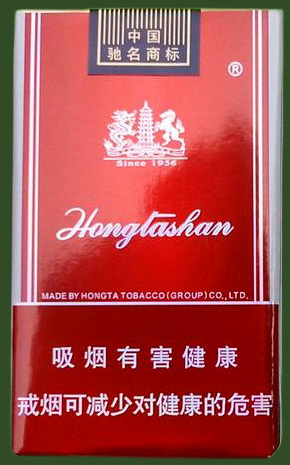 中国
驰名商标
®
Since 1956
Hongtashan
MADE BY HONGTA TOBACCO (GROUP) CO., LTD.
吸烟有害健康
戒烟可减少对健康的危害